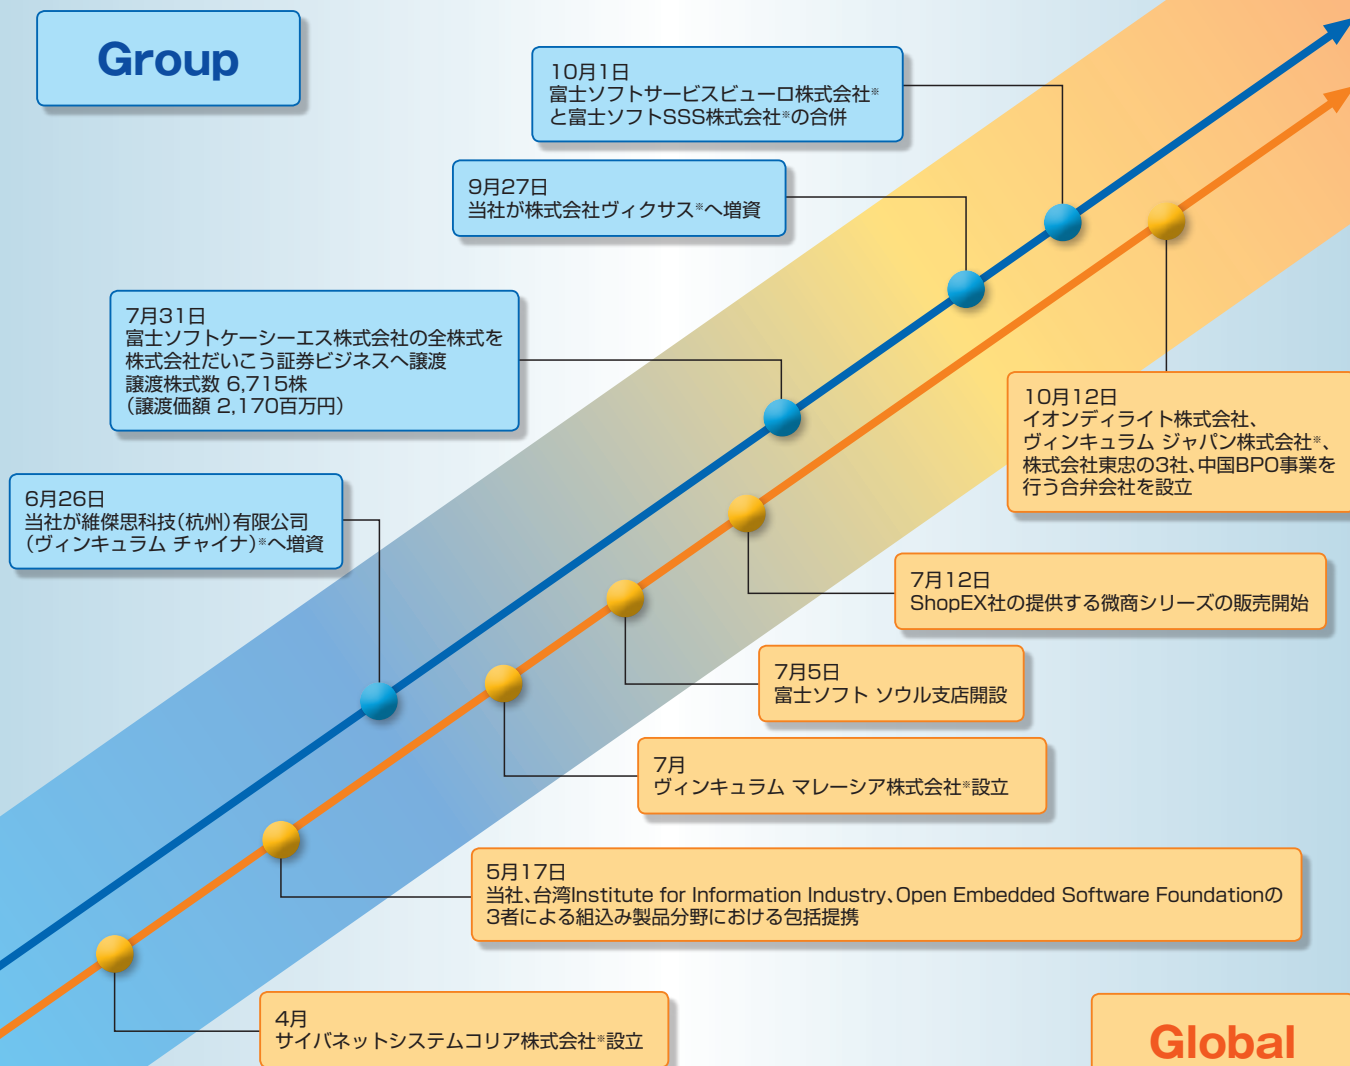 Group
10月1日
富士ソフトサービスビューロ株式会社※
と富士ソフトSSS株式会社※の合併
9月27日
当社が株式会社ヴィクサス※へ増資
7月31日
富士ソフトケーシーエス株式会社の全株式を
株式会社だいこう証券ビジネスへ譲渡
譲渡株式数 6,715株
（譲渡価額 2,170百万円）
6月26日
当社が維傑思科技（杭州）有限公司
（ヴィンキュラム チャイナ）※へ増資
10月12日
イオンディライト株式会社、
ヴィンキュラム ジャパン株式会社※、
株式会社東忠の3社、中国BPO事業を
行う合弁会社を設立
7月12日
ShopEX社の提供する微商シリーズの販売開始
7月5日
富士ソフト ソウル支店開設
7月
ヴィンキュラム マレーシア株式会社※設立
5月17日
当社、台湾Institute for Information Industry、Open Embedded Software Foundationの
3者による組込み製品分野における包括提携
4月
サイバネットシステムコリア株式会社※設立
Global